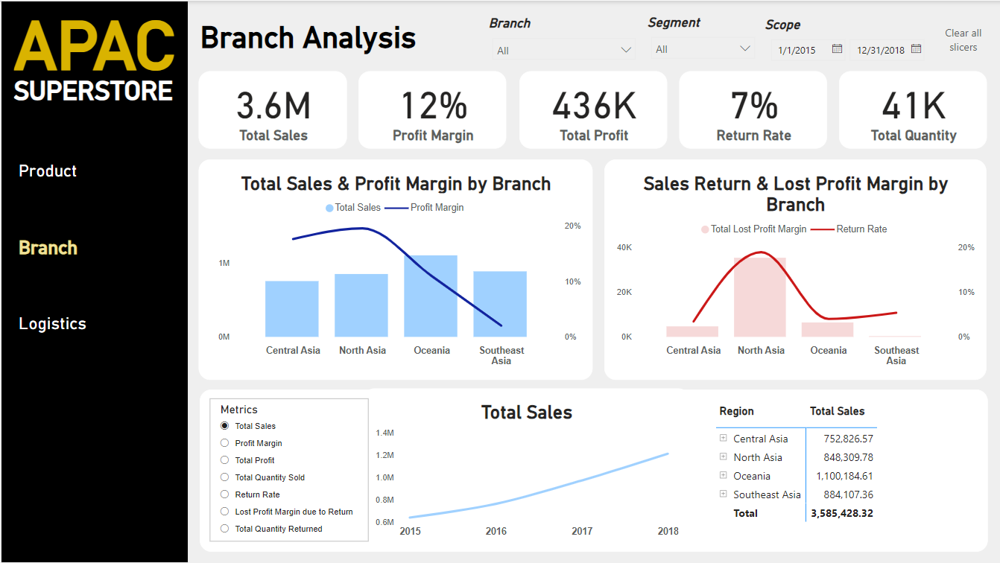 APAC
SUPERSTORE
Product
Branch
Logistics
Branch Analysis
Branch
All
Segment
All
Scope
1/1/2015
12/31/2018
Clear all
slicers
3.6M
Total Sales
12%
Profit Margin
436K
Total Profit
7%
Return Rate
41K
Total Quantity
Total Sales & Profit Margin by Branch
Total Sales
Profit Margin
1M
0M
20%
10%
0%
Central Asia
North Asia
Oceania
Southeast
Asia
Sales Return & Lost Profit Margin by
Branch
Total Lost Profit Margin
Return Rate
40K
20K
0K
20%
10%
0%
Central Asia
North Asia
Oceania
Southeast
Asia
Metrics
Total Sales
Profit Margin
Total Profit
Total Quantity Sold
Return Rate
Lost Profit Margin due to Return
Total Quantity Returned
Total Sales
1.4M
1.2M
1.0M
0.8M
0.6M
2015
2016
2017
2018
Region Total Sales
Central Asia 752,826.57
North Asia 848,309.78
Oceania 1,100,184.61
Southeast Asia 884,107.36
Total 3,585,428.32